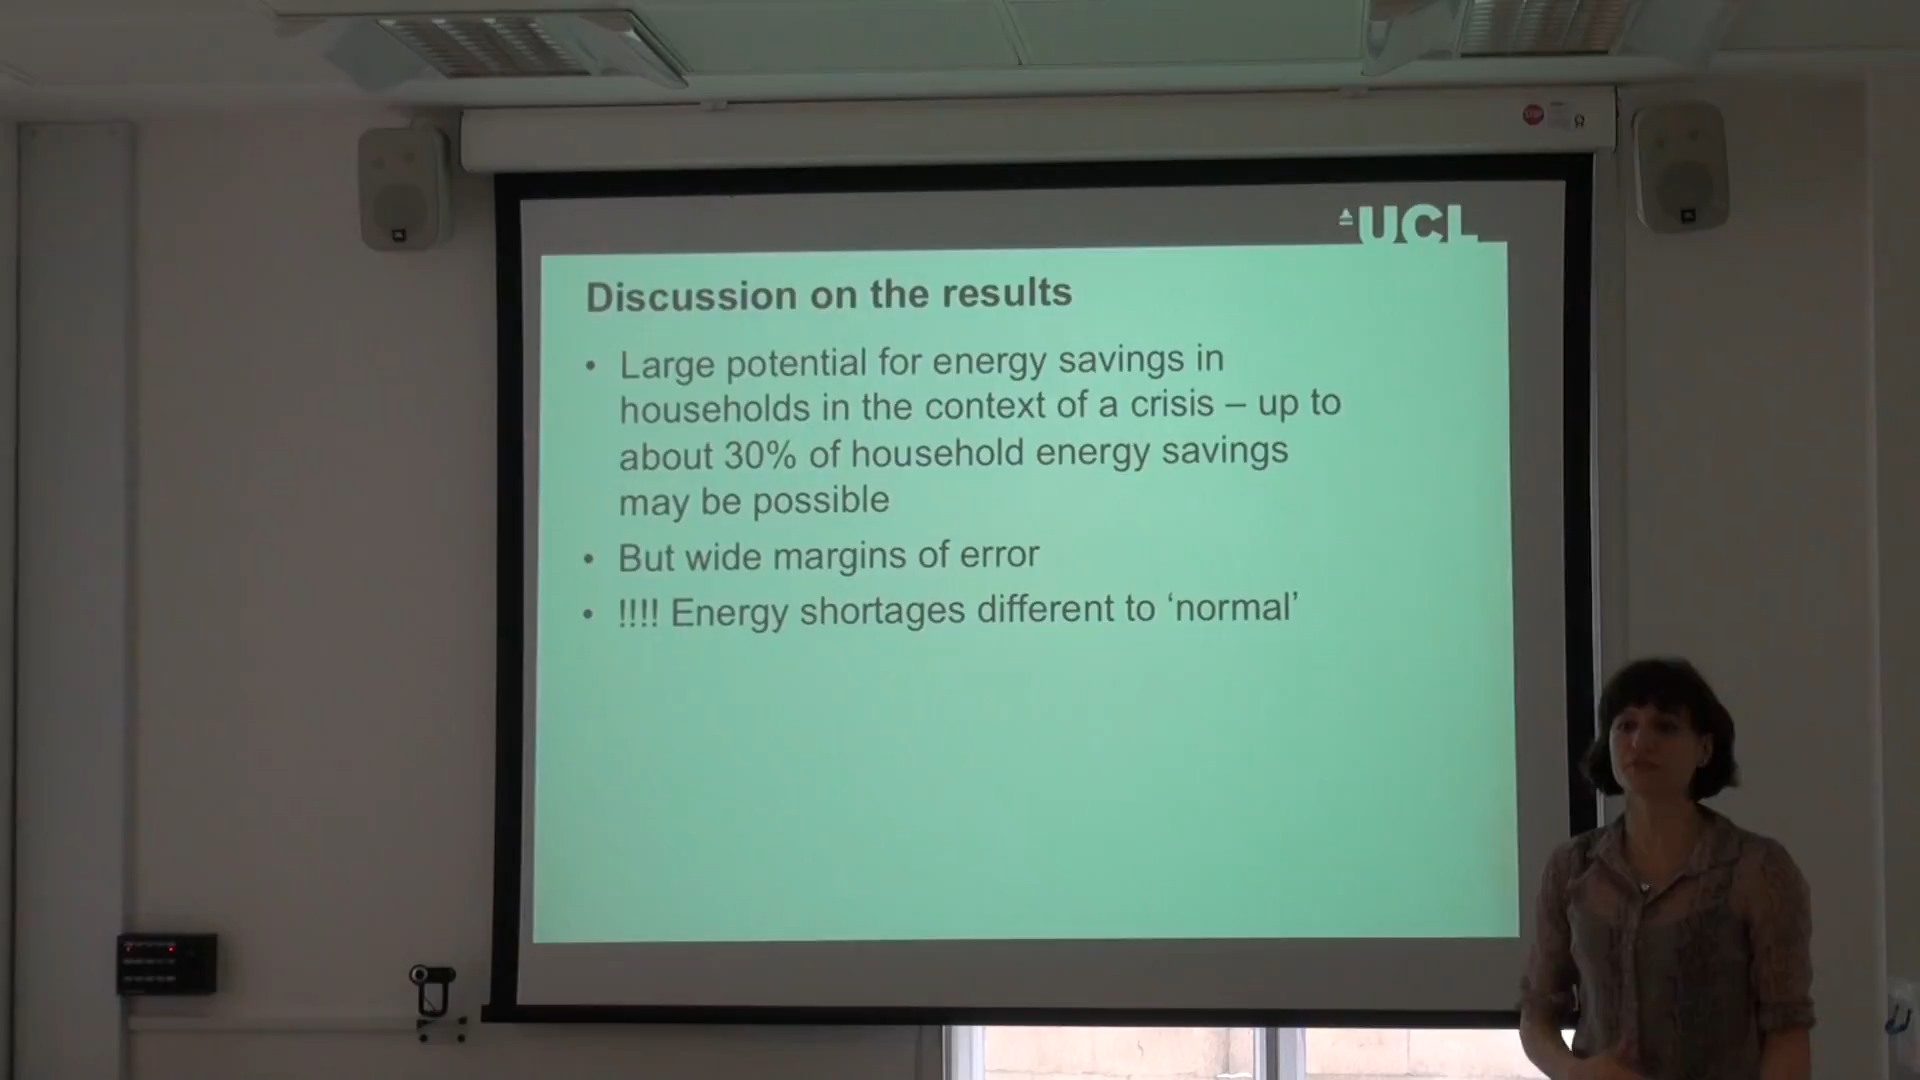 STOP
UCL
Discussion on the results
• Large potential for energy savings in
households in the context of a crisis – up to
about 30% of household energy savings
may be possible
• But wide margins of error
• !!!! Energy shortages different to ‘normal’